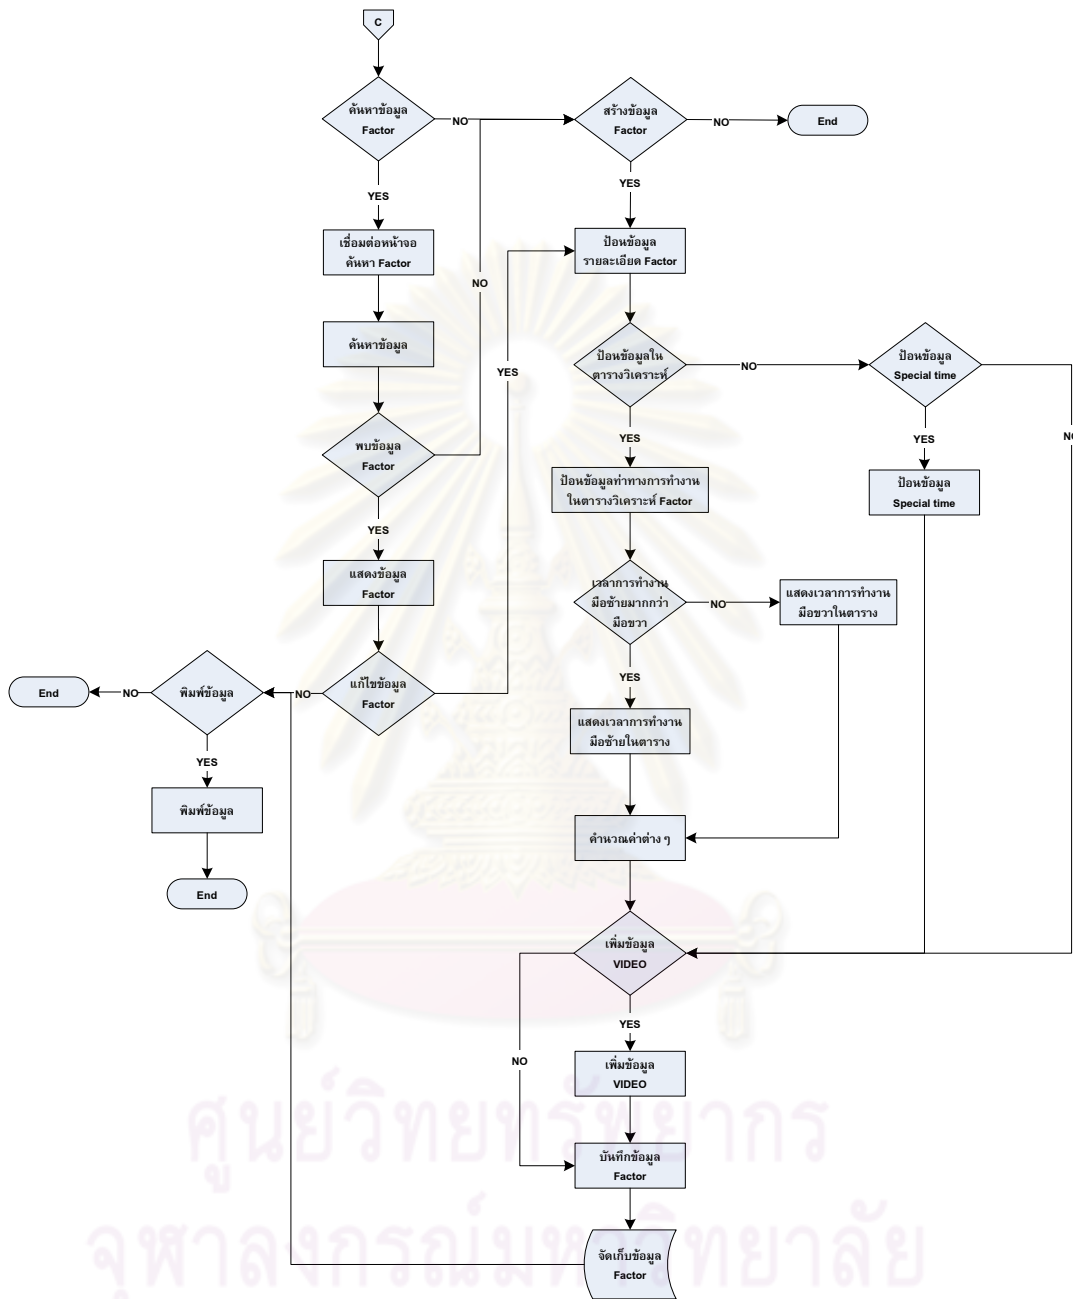 C
ค้นหาข้อมูล
Factor
NO
สร้างข้อมูล
Factor
NO
End
YES
YES
เชื่อมต่อหน้าจอ
ค้นหา Factor
ป้อนข้อมูล
รายละเอียด Factor
NO
ค้นหาข้อมูล
YES
ป้อนข้อมูลใน
ตารางวิเคราะห์
NO
ป้อนข้อมูล
Special time
พบข้อมูล
Factor
YES
YES
NO
ป้อนข้อมูลท่าทางการทำงาน
ในตารางวิเคราะห์ Factor
ป้อนข้อมูล
Special time
YES
แสดงข้อมูล
Factor
เวลาการทำงาน
มือซ้ายมากกว่า
มือขวา
NO
แสดงเวลาการทำงาน
มือขวาในตาราง
YES
End
NO
พิมพ์ข้อมูล
NO
แก้ไขข้อมูล
Factor
แสดงเวลาการทำงาน
มือซ้ายในตาราง
YES
พิมพ์ข้อมูล
คำนวณค่าต่าง ๆ
End
เพิ่มข้อมูล
VIDEO
YES
NO
เพิ่มข้อมูล
VIDEO
บันทึกข้อมูล
Factor
จัดเก็บข้อมูล
Factor
ศูนย์วิทยทรัพยากร
จุฬาลงกรณ์มหาวิทยาลัย